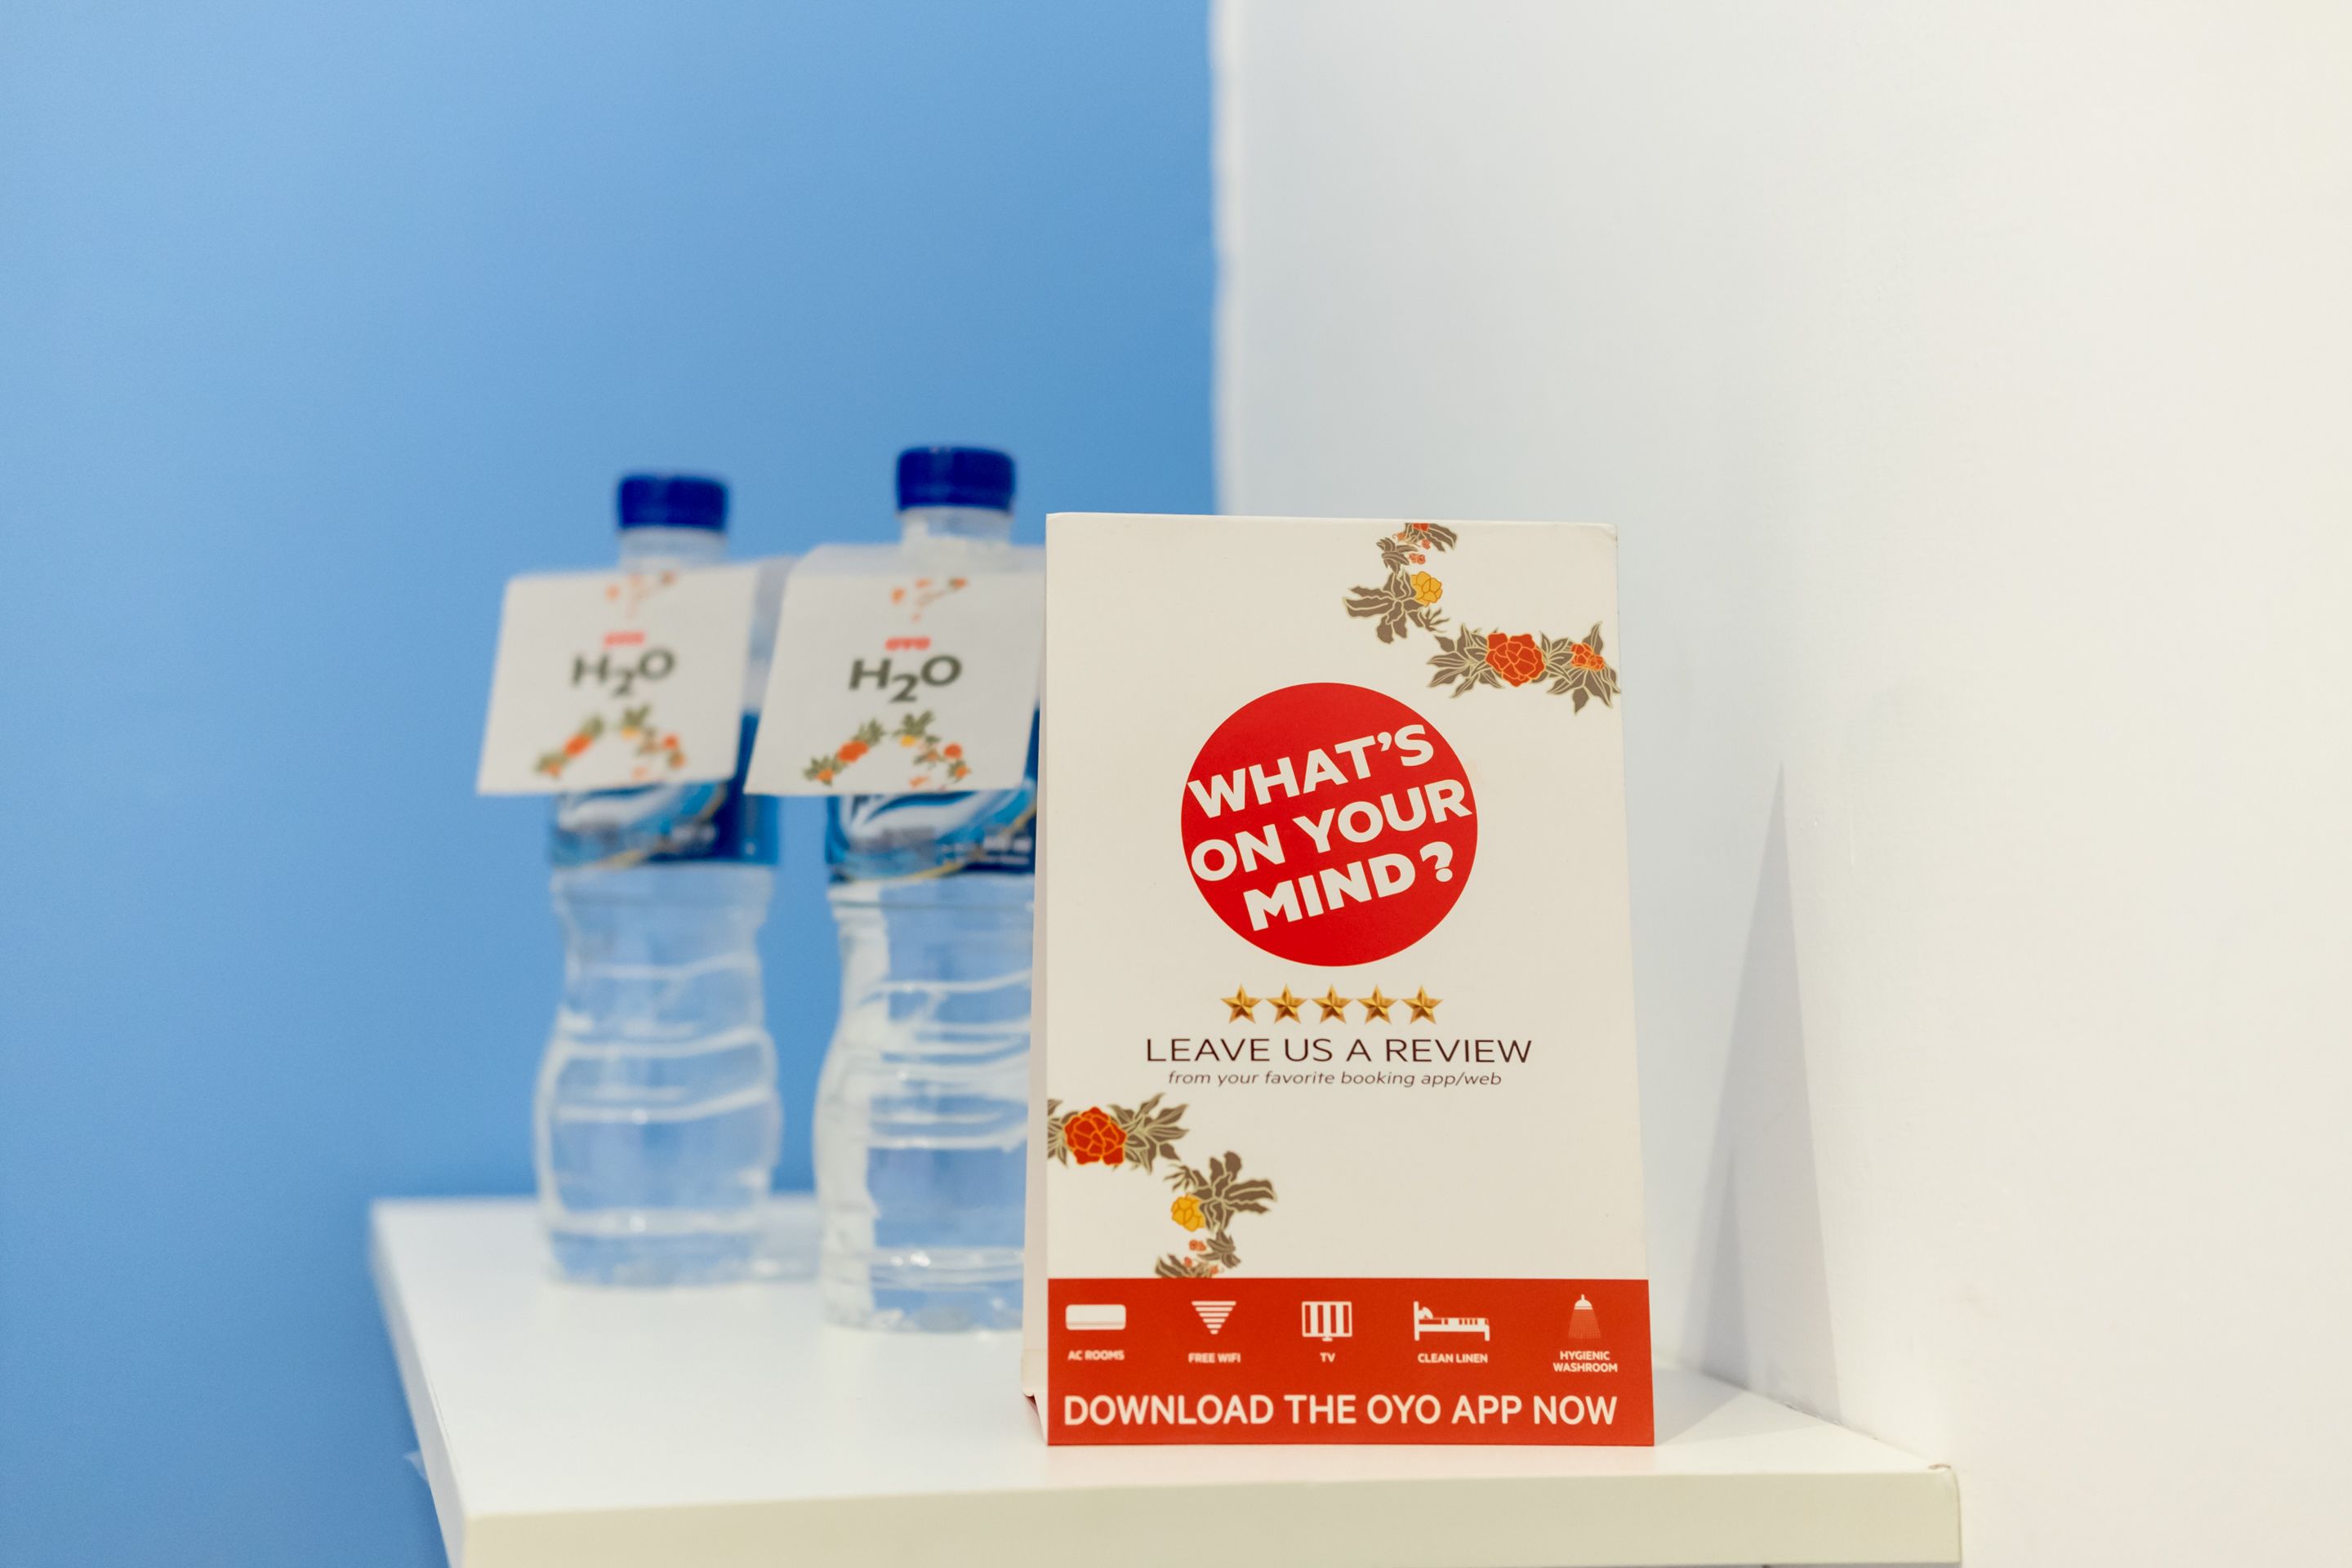 H2O
OYO
H2O
WHAT'S
ON YOUR
MIND?
LEAVE US A REVIEW
from your favorite booking app/web
AC ROOMS
FREE WIFI
TV
CLEAN LINEN
HYGIENIC
WASHROOM
DOWNLOAD THE OYO APP NOW